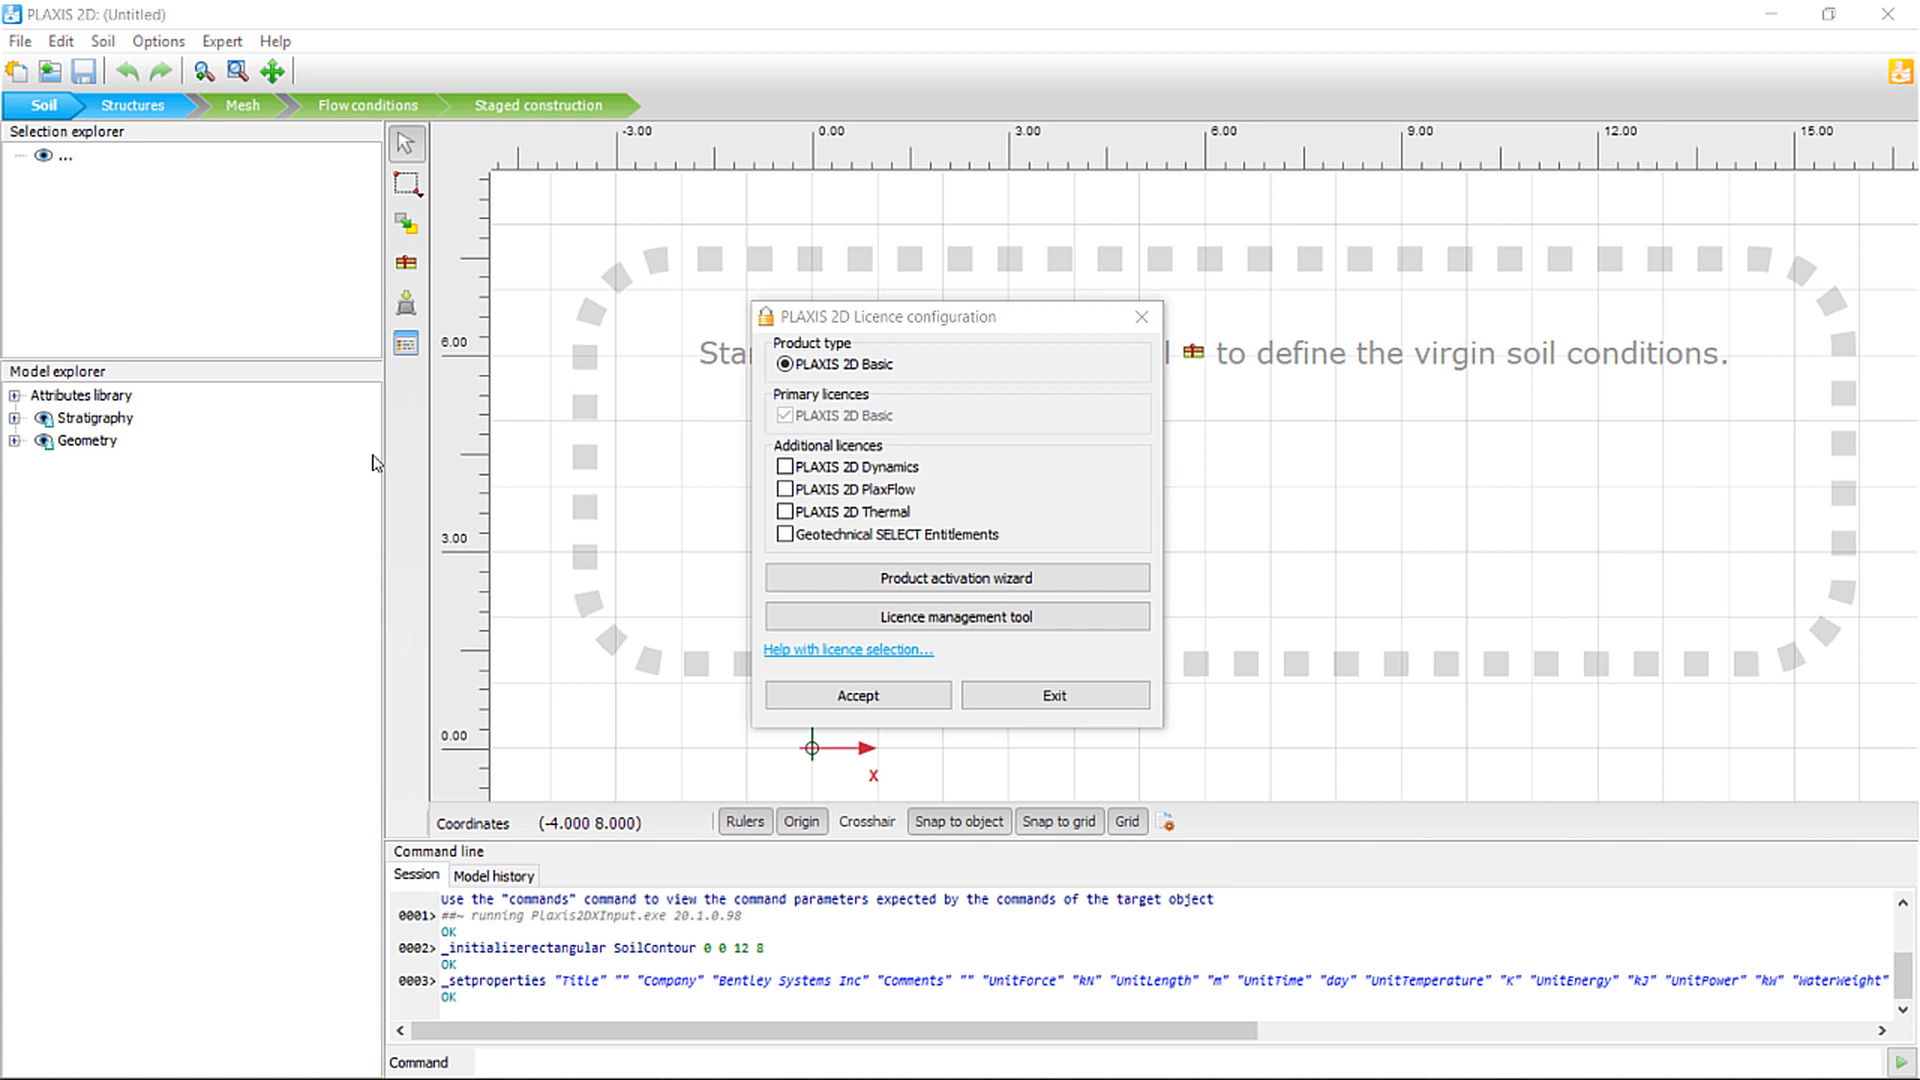 PLAXIS 2D: (Untitled)
File Edit Soil Options Expert Help
Soil Structures Mesh Flow conditions Staged construction
Selection explorer
...
Model explorer
Attributes library
Stratigraphy
Geometry
-3.00 0.00 3.00 6.00 9.00 12.00 15.00
6.00
3.00
0.00
to define the virgin soil conditions.
PLAXIS 2D Licence configuration
Product type
PLAXIS 2D Basic
Primary licences
PLAXIS 2D Basic
Additional licences
PLAXIS 2D Dynamics
PLAXIS 2D PlaxFlow
PLAXIS 2D Thermal
Geotechnical SELECT Entitlements
Product activation wizard
Licence management tool
Help with licence selection...
Accept Exit
x
Coordinates (-4.000 8.000) Rulers Origin Crosshair Snap to object Snap to grid Grid
Command line
Session Model history
Use the "commands" command to view the command parameters expected by the commands of the target object
0001> ##~ running Plaxis2DXInput.exe 20.1.0.98
OK
0002> _initializerectangular SoilContour 0 0 12 8
OK
0003> _setproperties "Title" "" "Company" "Bentley Systems Inc" "Comments" "" "UnitForce" "kN" "UnitLength" "m" "UnitTime" "day" "UnitTemperature" "K" "UnitEnergy" "kJ" "UnitPower" "kW" "WaterWeight"
OK
Command